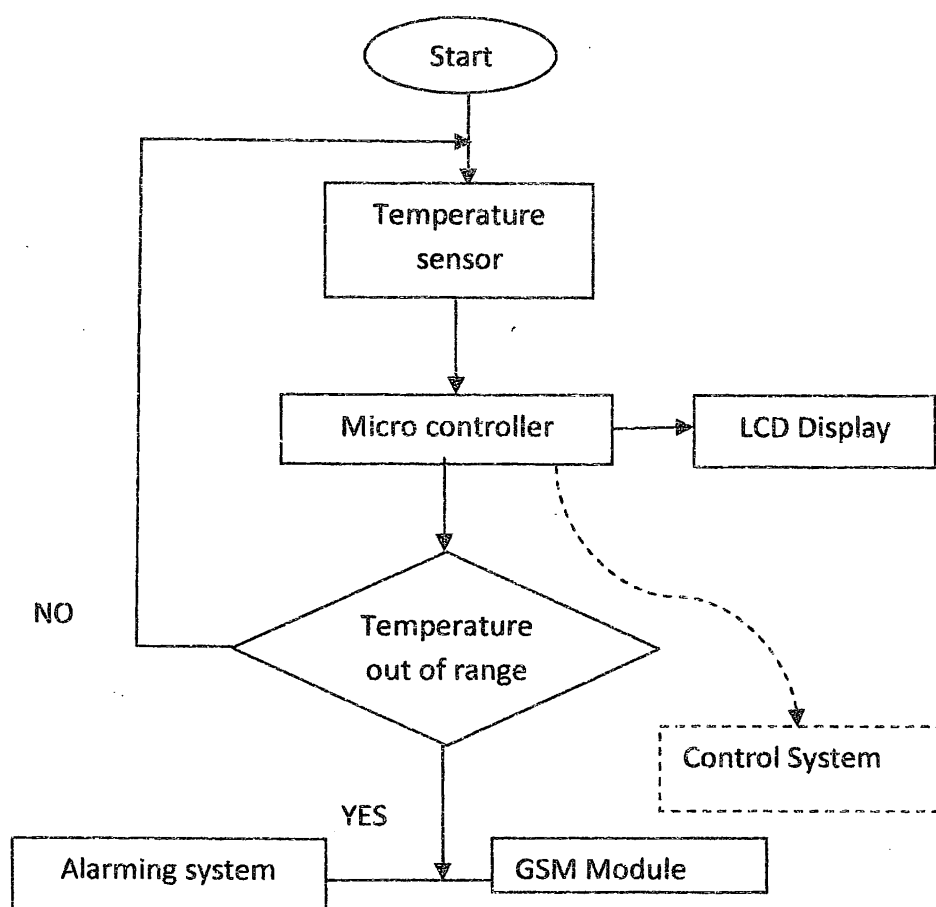 Start
Temperature
sensor
Micro controller
LCD Display
NO
Temperature
out of range
Control System
YES
Alarming system
GSM Module